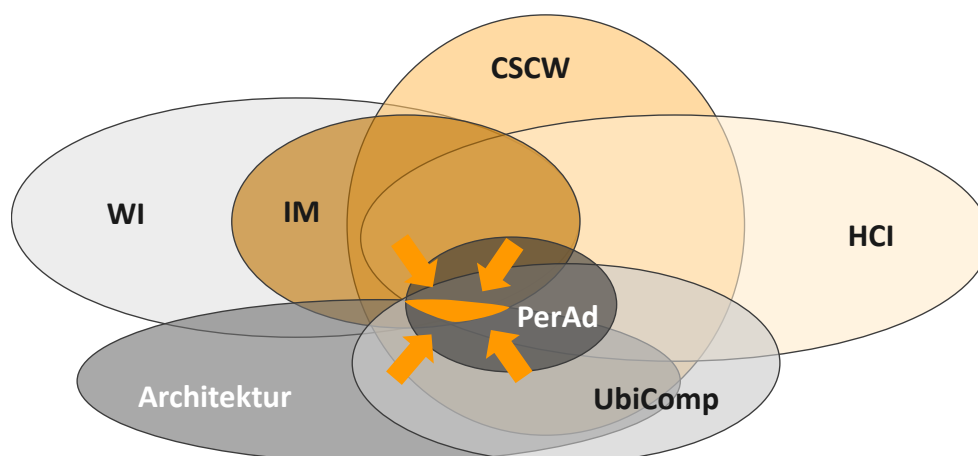 CSCW
WI
IM
HCI
PerAd
Architektur
UbiComp